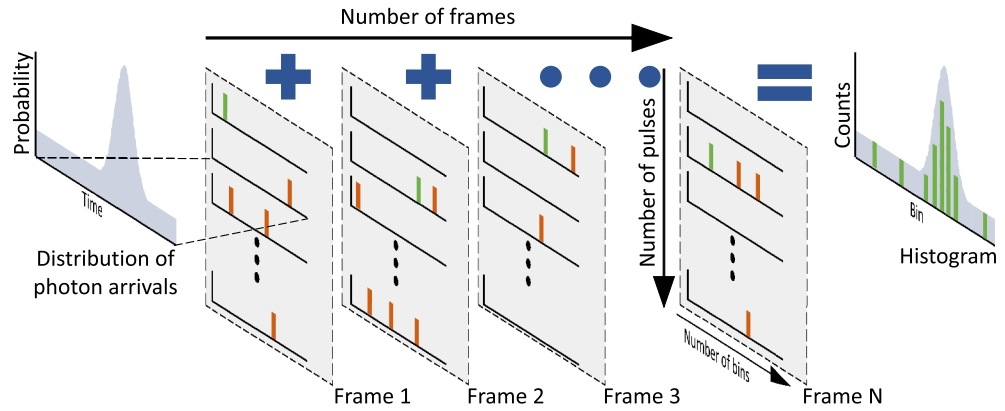 Number of frames
Probability
Time
Distribution of
photon arrivals
Number of pulses
Number of bins
Counts
Bin
Histogram
Frame 1
Frame 2
Frame 3
Frame N